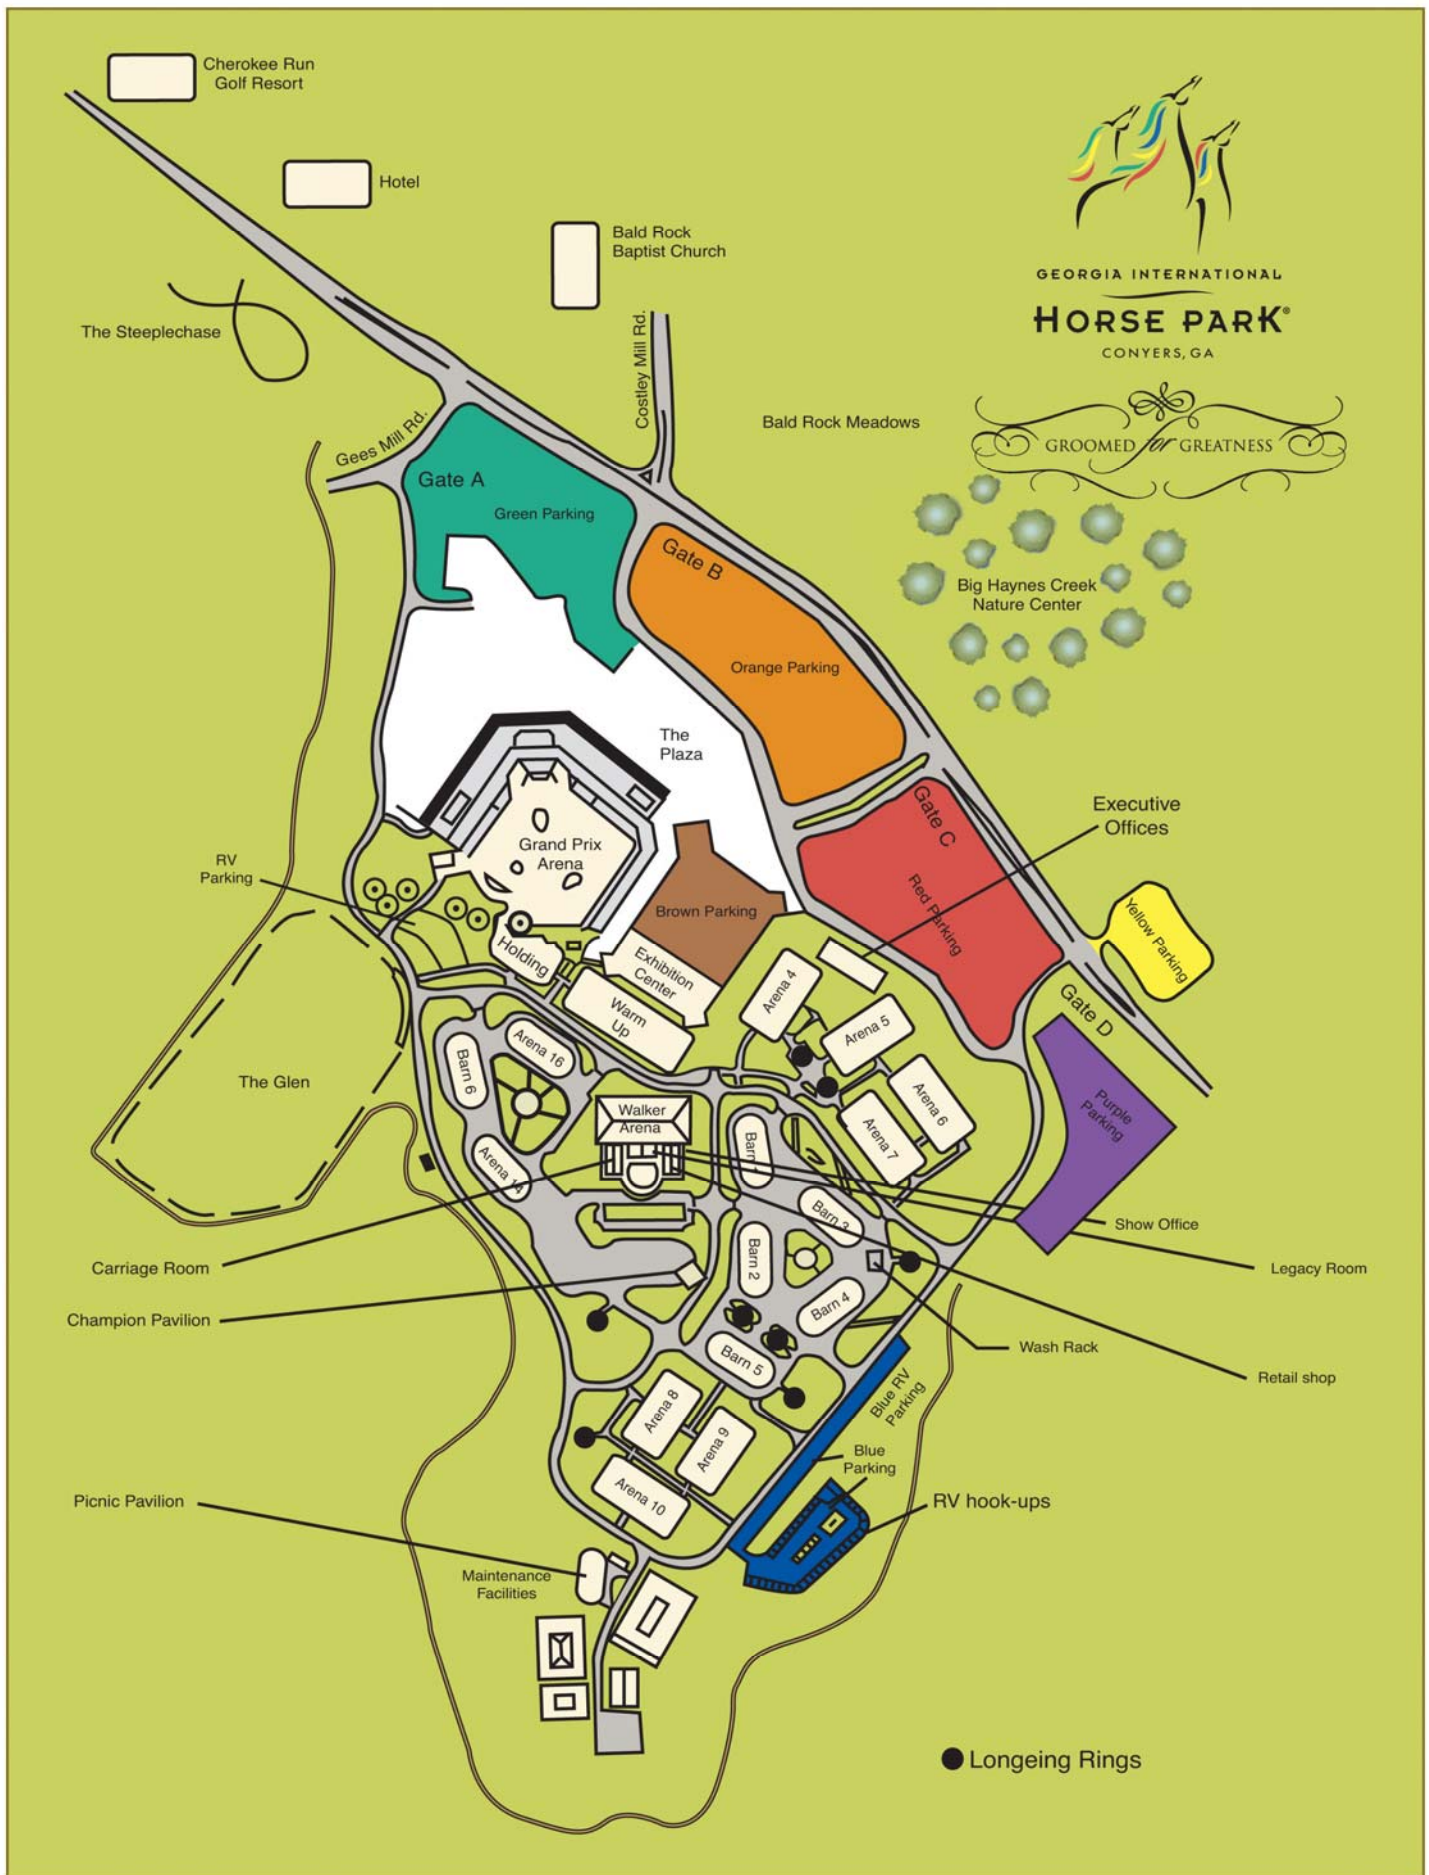 Cherokee Run
Golf Resort
Hotel
Bald Rock
Baptist Church
GEORGIA INTERNATIONAL
HORSE PARK®
CONYERS, GA
The Steeplechase
Costley Mill Rd.
Gees Mill Rd.
Bald Rock Meadows
GROOMED for GREATNESS
Gate A
Green Parking
Gate B
Big Haynes Creek
Nature Center
Orange Parking
The
Plaza
Gate C
Executive
Offices
Grand Prix
Arena
RV
Parking
Brown Parking
Red Parking
Yellow Parking
Holding
Exhibition
Center
Warm
Up
Arena 4
Arena 5
Gate D
Arena 16
Barn 6
The Glen
Arena 6
Purple
Parking
Walker
Arena
Arena 7
Barn 1
Arena 14
Barn 3
Show Office
Barn 2
Carriage Room
Legacy Room
Champion Pavilion
Barn 4
Wash Rack
Barn 5
Retail shop
Blue RV
Parking
Arena 8
Arena 9
Blue
Parking
Arena 10
Picnic Pavilion
RV hook-ups
Maintenance
Facilities
Longeing Rings